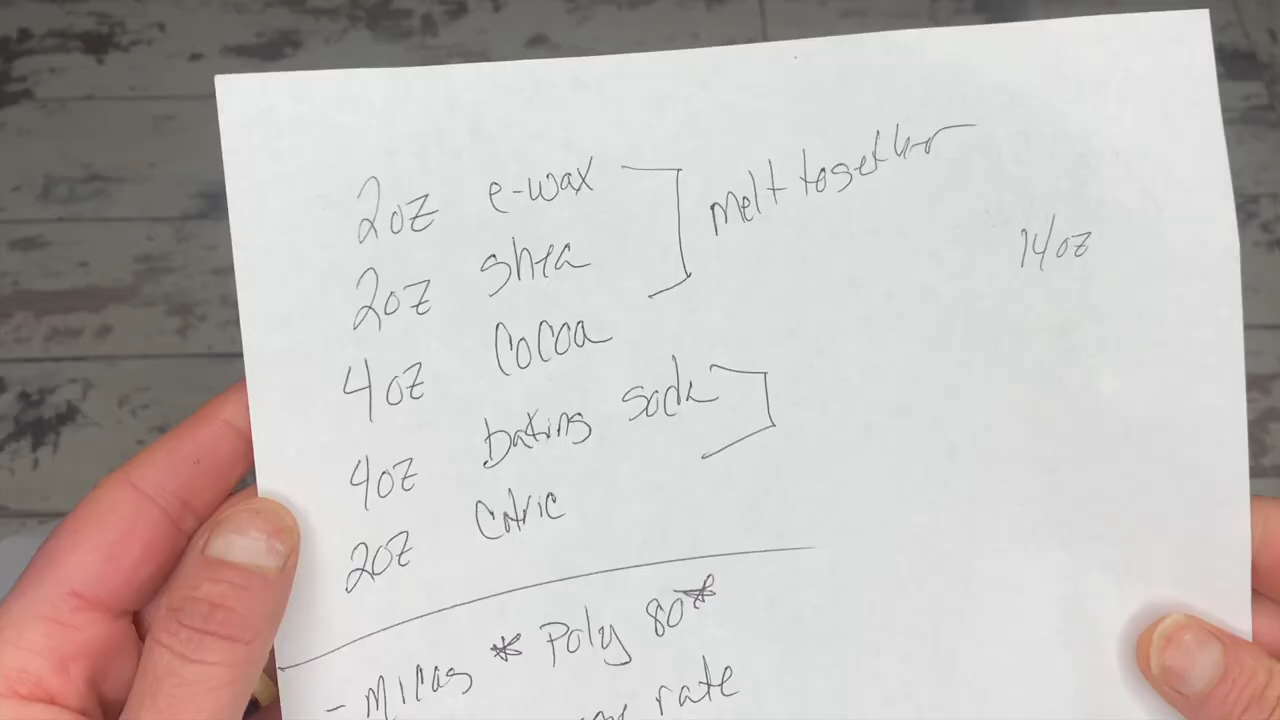 2oz e-wax
melt together
2oz shea
14oz
4oz cocoa
4oz baking soda
2oz Citric
- micas * Poly 80*
rate